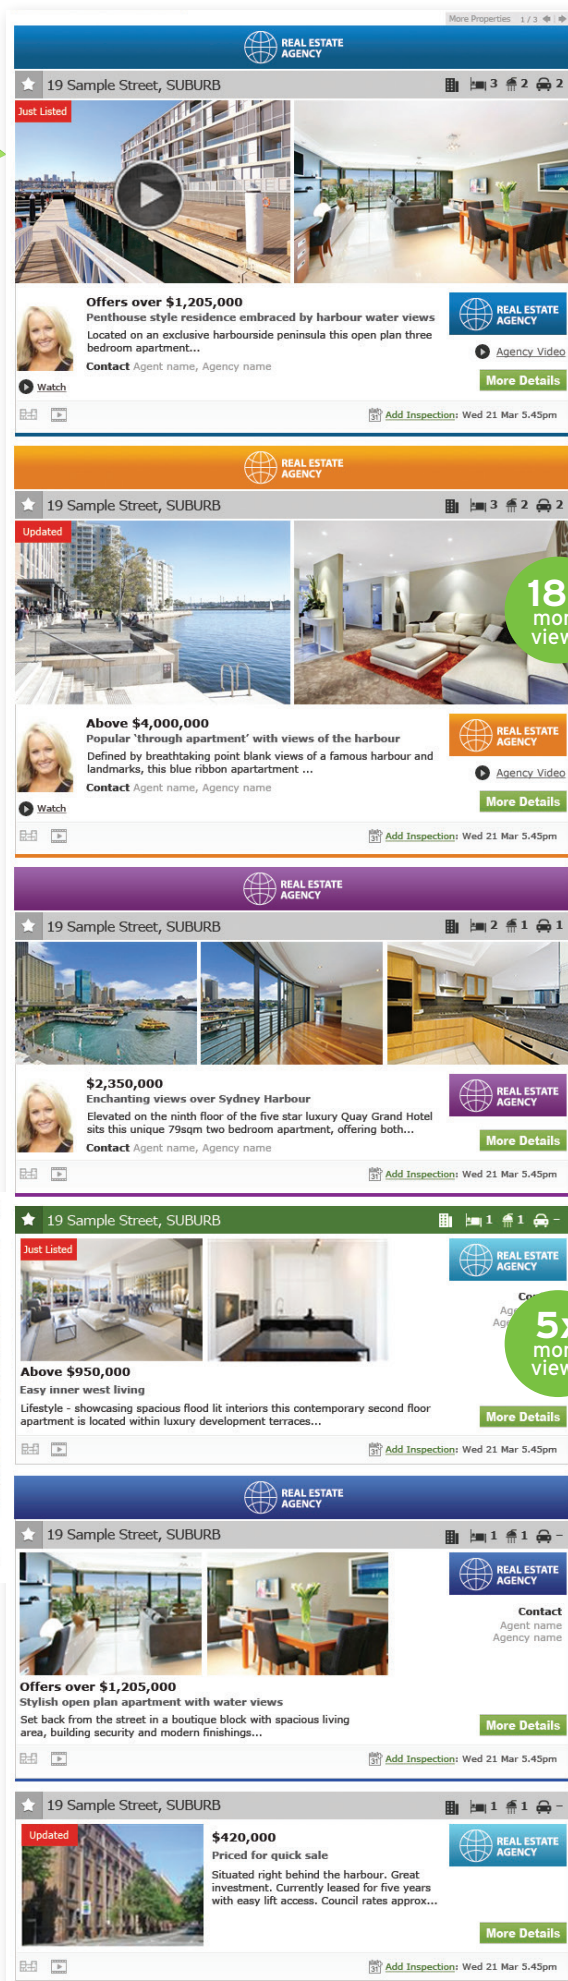 More Properties 1 / 3
REAL ESTATE
AGENCY
19 Sample Street, SUBURB 3 2 2
Just Listed
Offers over $1,205,000
Penthouse style residence embraced by harbour water views
Located on an exclusive harbourside peninsula this open plan three
bedroom apartment...
Contact Agent name, Agency name
Watch
REAL ESTATE
AGENCY
Agency Video
More Details
31 Add Inspection: Wed 21 Mar 5.45pm
REAL ESTATE
AGENCY
19 Sample Street, SUBURB 3 2 2
Updated
18
mor
view
Above $4,000,000
Popular ‘through apartment’ with views of the harbour
Defined by breathtaking point blank views of a famous harbour and
landmarks, this blue ribbon apartartment ...
Contact Agent name, Agency name
Watch
REAL ESTATE
AGENCY
Agency Video
More Details
31 Add Inspection: Wed 21 Mar 5.45pm
REAL ESTATE
AGENCY
19 Sample Street, SUBURB 2 1 1
$2,350,000
Enchanting views over Sydney Harbour
Elevated on the ninth floor of the five star luxury Quay Grand Hotel
sits this unique 79sqm two bedroom apartment, offering both...
Contact Agent name, Agency name
REAL ESTATE
AGENCY
More Details
31 Add Inspection: Wed 21 Mar 5.45pm
19 Sample Street, SUBURB 1 1 -
Just Listed
REAL ESTATE
AGENCY
Co
Ag
Ag
5x
mor
view
Above $950,000
Easy inner west living
Lifestyle - showcasing spacious flood lit interiors this contemporary second floor
apartment is located within luxury development terraces...
More Details
31 Add Inspection: Wed 21 Mar 5.45pm
REAL ESTATE
AGENCY
19 Sample Street, SUBURB 1 1 -
REAL ESTATE
AGENCY
Contact
Agent name
Agency name
Offers over $1,205,000
Stylish open plan apartment with water views
Set back from the street in a boutique block with spacious living
area, building security and modern finishings...
More Details
31 Add Inspection: Wed 21 Mar 5.45pm
19 Sample Street, SUBURB 1 1 -
Updated
$420,000
Priced for quick sale
Situated right behind the harbour. Great
investment. Currently leased for five years
with easy lift access. Council rates approx...
REAL ESTATE
AGENCY
More Details
31 Add Inspection: Wed 21 Mar 5.45pm